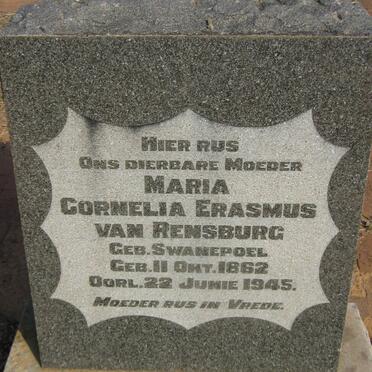 HIER RUS
ONS DIERBARE MOEDER
MARIA
CORNELIA ERASMUS
VAN RENSBURG
GEB. SWANEPOEL
GEB. 11 OKT. 1862
OORL. 22 JUNIE 1945.
MOEDER RUS IN VREDE.